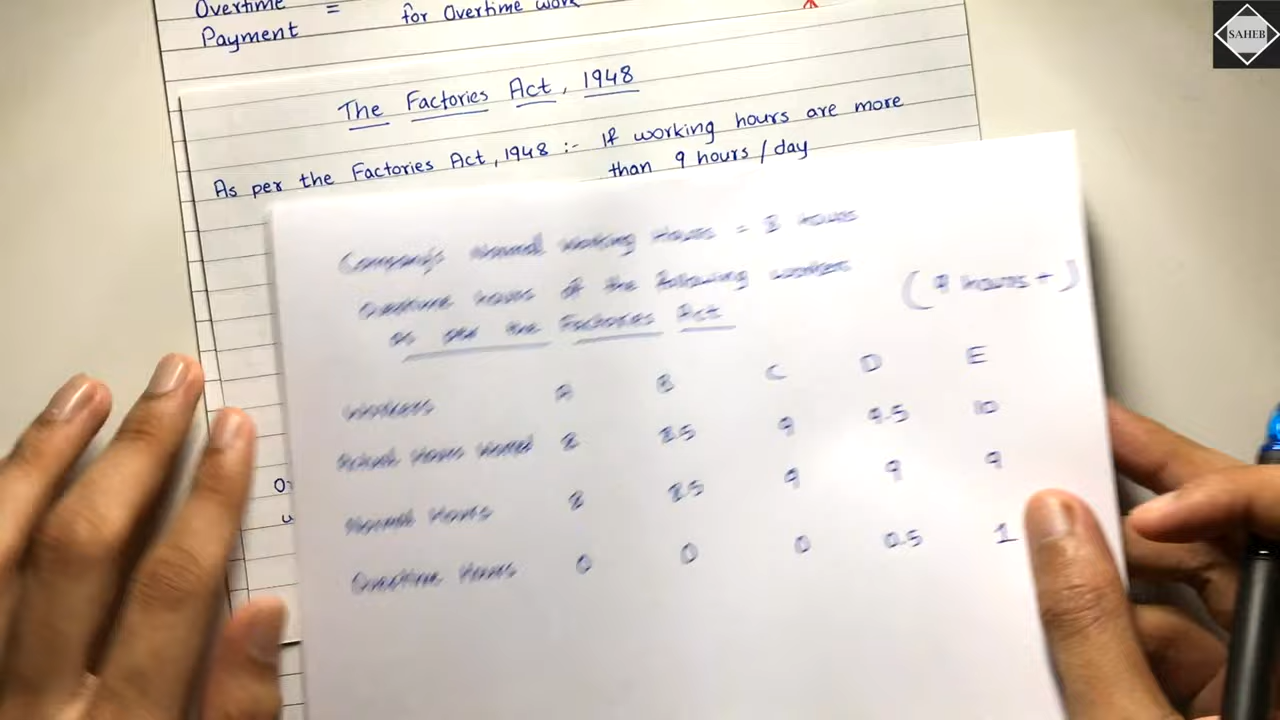 SAHEB
Overtime
Payment = for Overtime work
The Factories Act, 1948
As per the Factories Act, 1948 :- If working hours are more
than 9 hours / day
Company Normal Working Hours = 8 hours
Overtime hours of the following workers
as per the Factories Act (9 hours +)
Workers A B C D E
Actual Hours Worked 8 8.5 9 9.5 10
Normal Hours 8 8.5 9 9 9
Overtime Hours 0 0 0 0.5 1